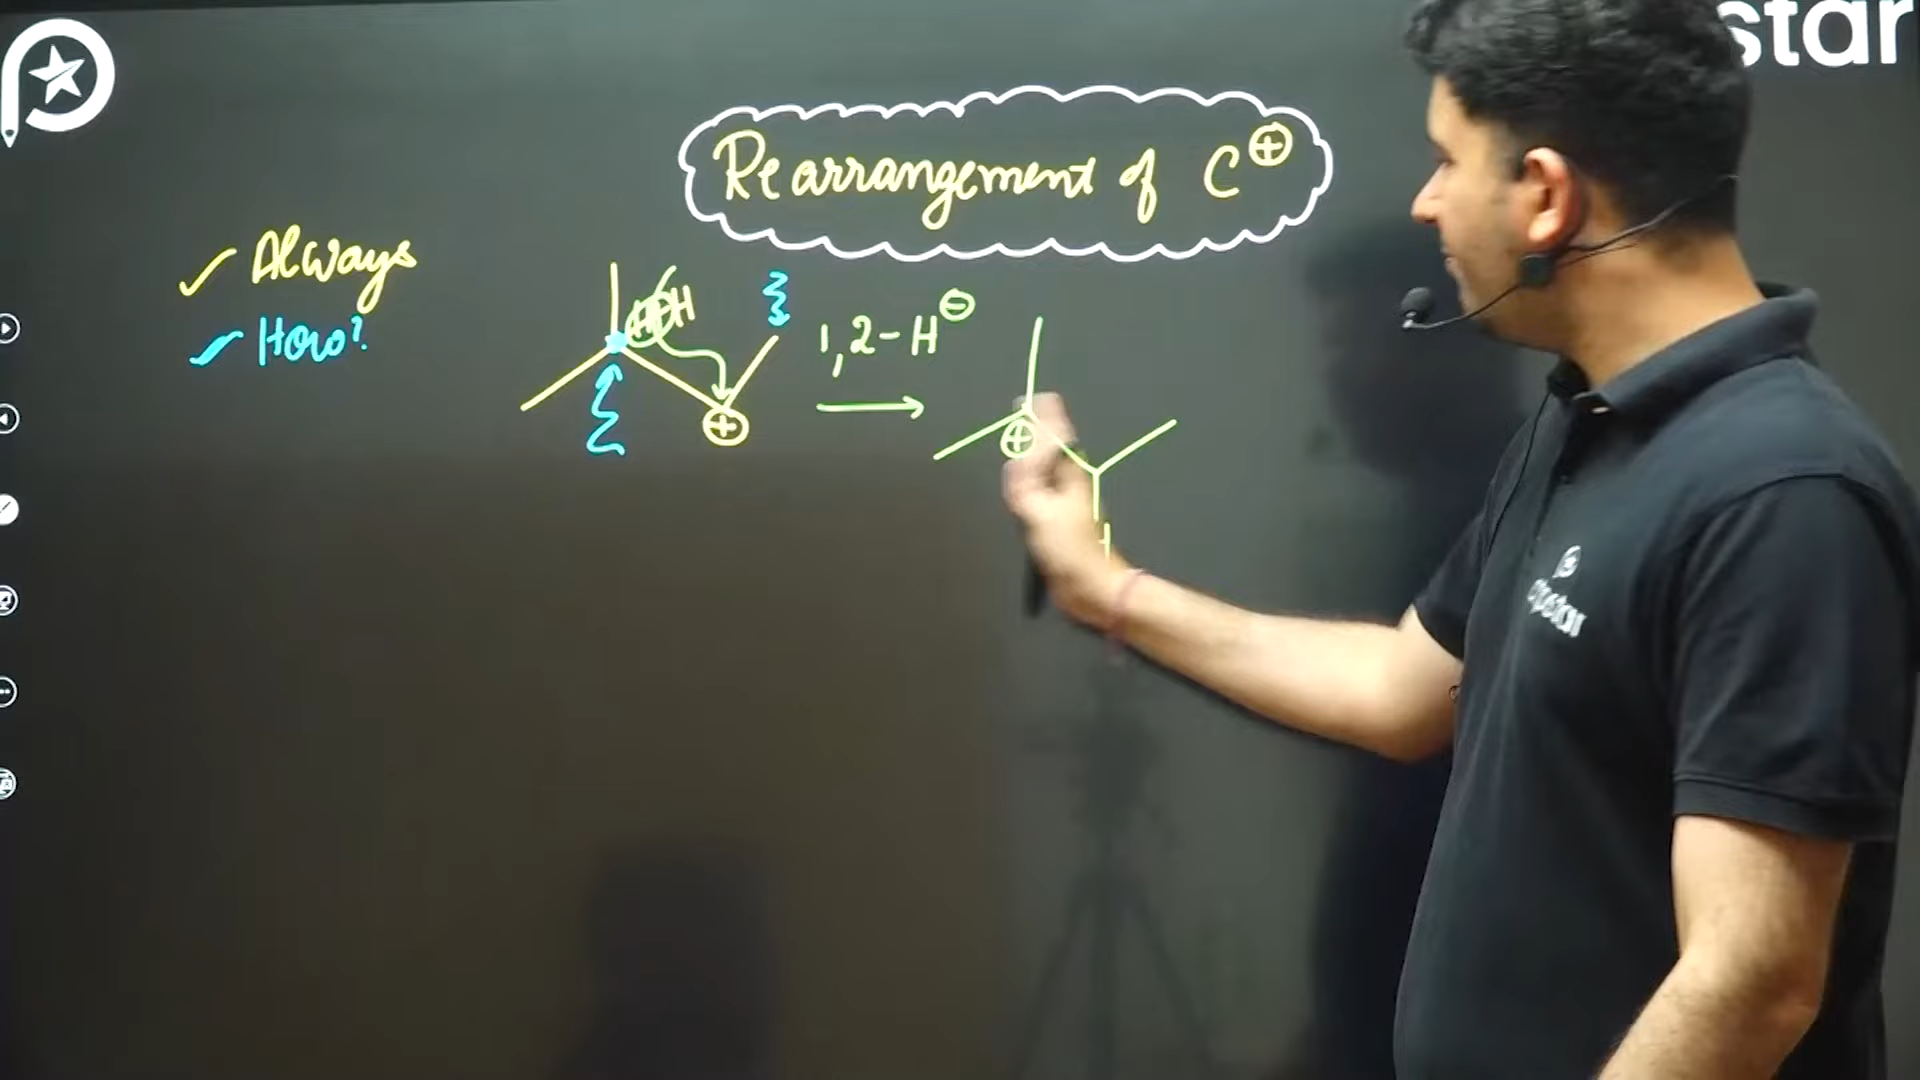 star
Rearrangement of C⊕
✓ Always
✓ How?
H
⊕
1,2-H⊖
⊕
H